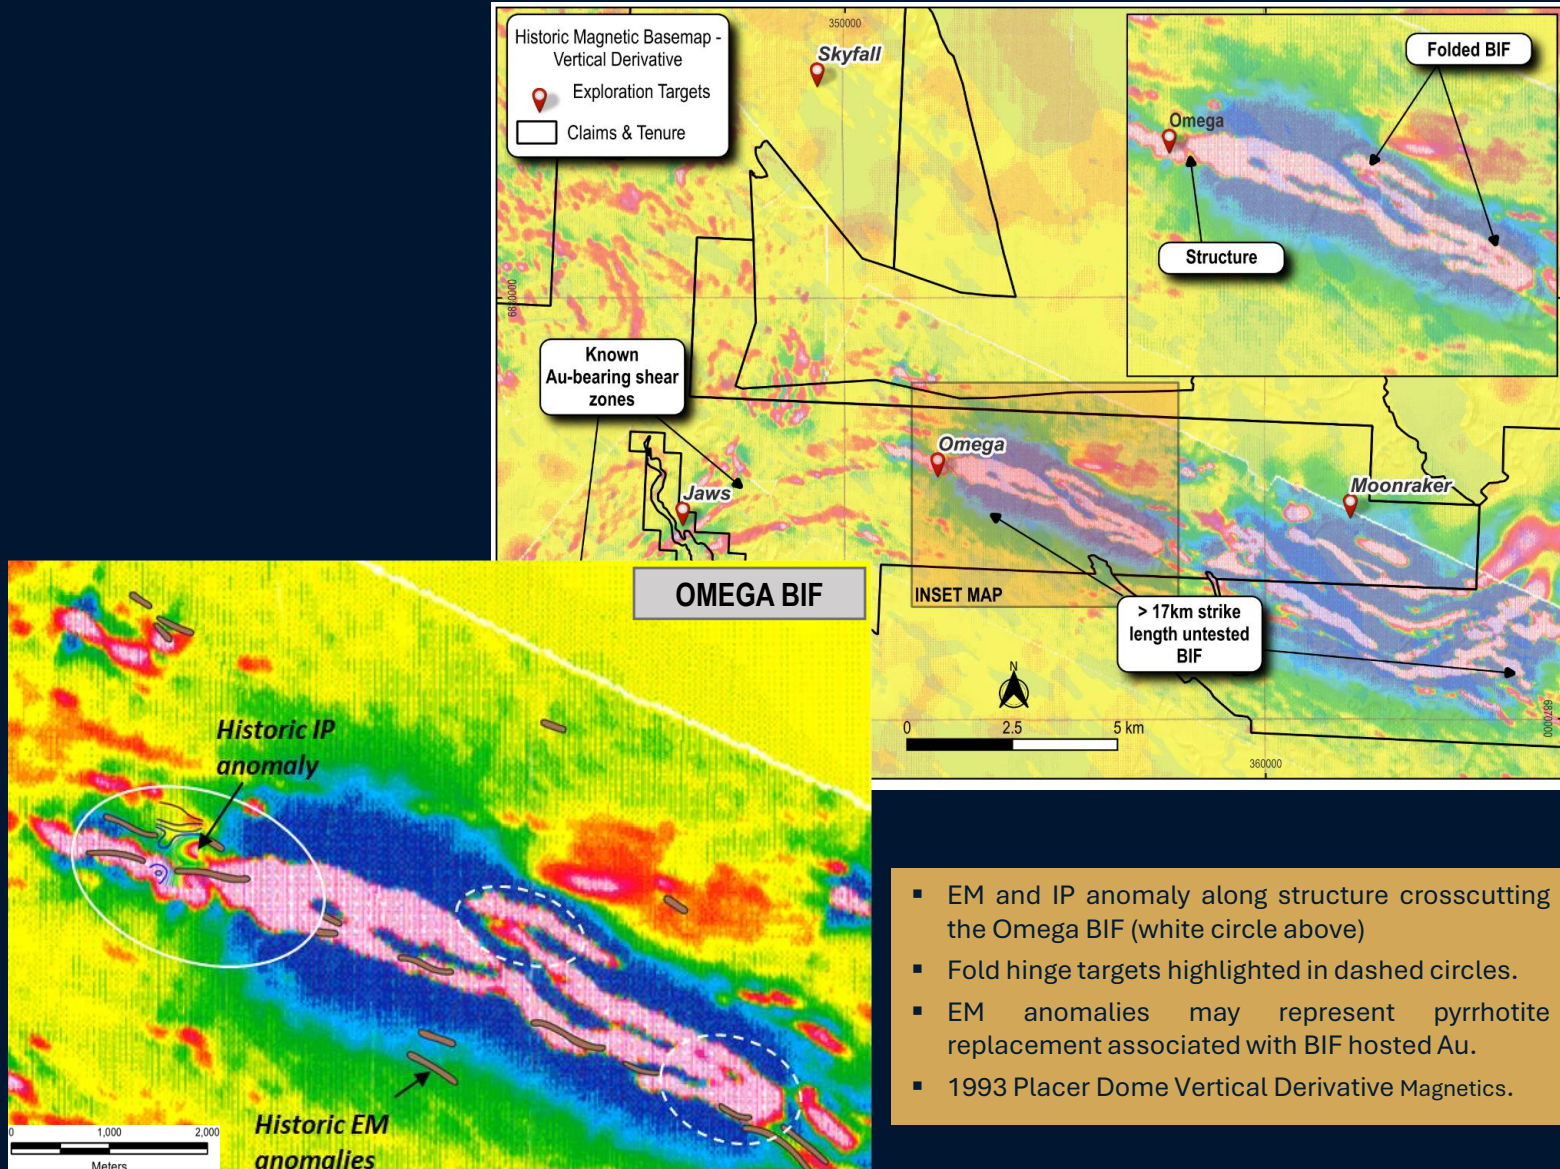 Historic Magnetic Basemap -
Vertical Derivative
Exploration Targets
Claims & Tenure
350000
Skyfall
Folded BIF
Omega
Structure
6880000
Known
Au-bearing shear
zones
Omega
Jaws
Moonraker
INSET MAP
> 17km strike
length untested
BIF
N
0 2.5 5 km
360000
6870000
OMEGA BIF
Historic IP
anomaly
Historic EM
anomalies
0 1,000 2,000
Meters
▪ EM and IP anomaly along structure crosscutting
the Omega BIF (white circle above)
▪ Fold hinge targets highlighted in dashed circles.
▪ EM anomalies may represent pyrrhotite
replacement associated with BIF hosted Au.
▪ 1993 Placer Dome Vertical Derivative Magnetics.